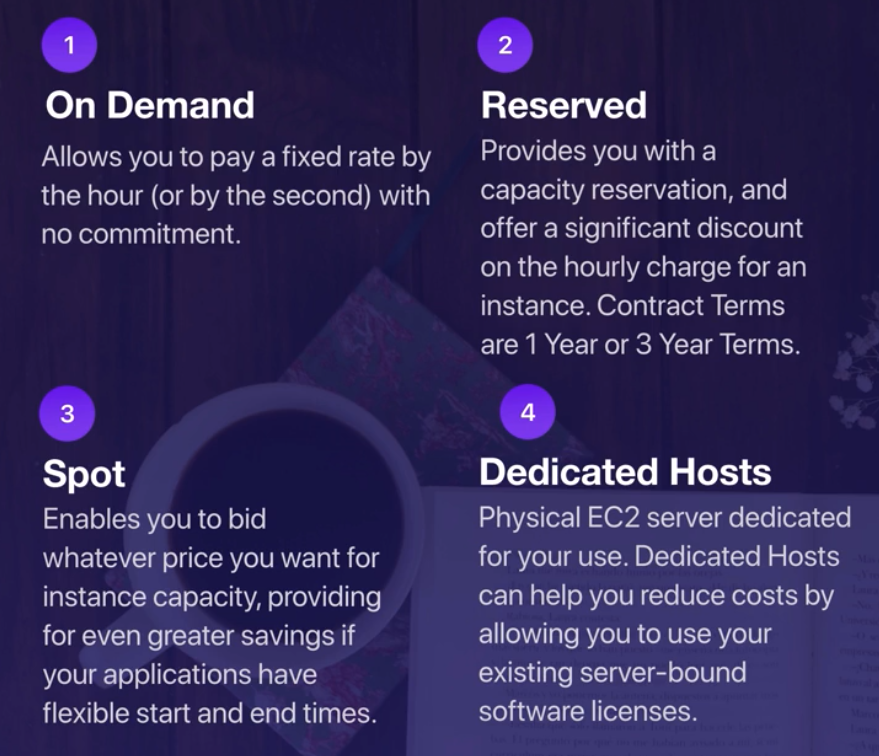 1
On Demand
Allows you to pay a fixed rate by
the hour (or by the second) with
no commitment.
2
Reserved
Provides you with a
capacity reservation, and
offer a significant discount
on the hourly charge for an
instance. Contract Terms
are 1 Year or 3 Year Terms.
3
Spot
Enables you to bid
whatever price you want for
instance capacity, providing
for even greater savings if
your applications have
flexible start and end times.
4
Dedicated Hosts
Physical EC2 server dedicated
for your use. Dedicated Hosts
can help you reduce costs by
allowing you to use your
existing server-bound
software licenses.